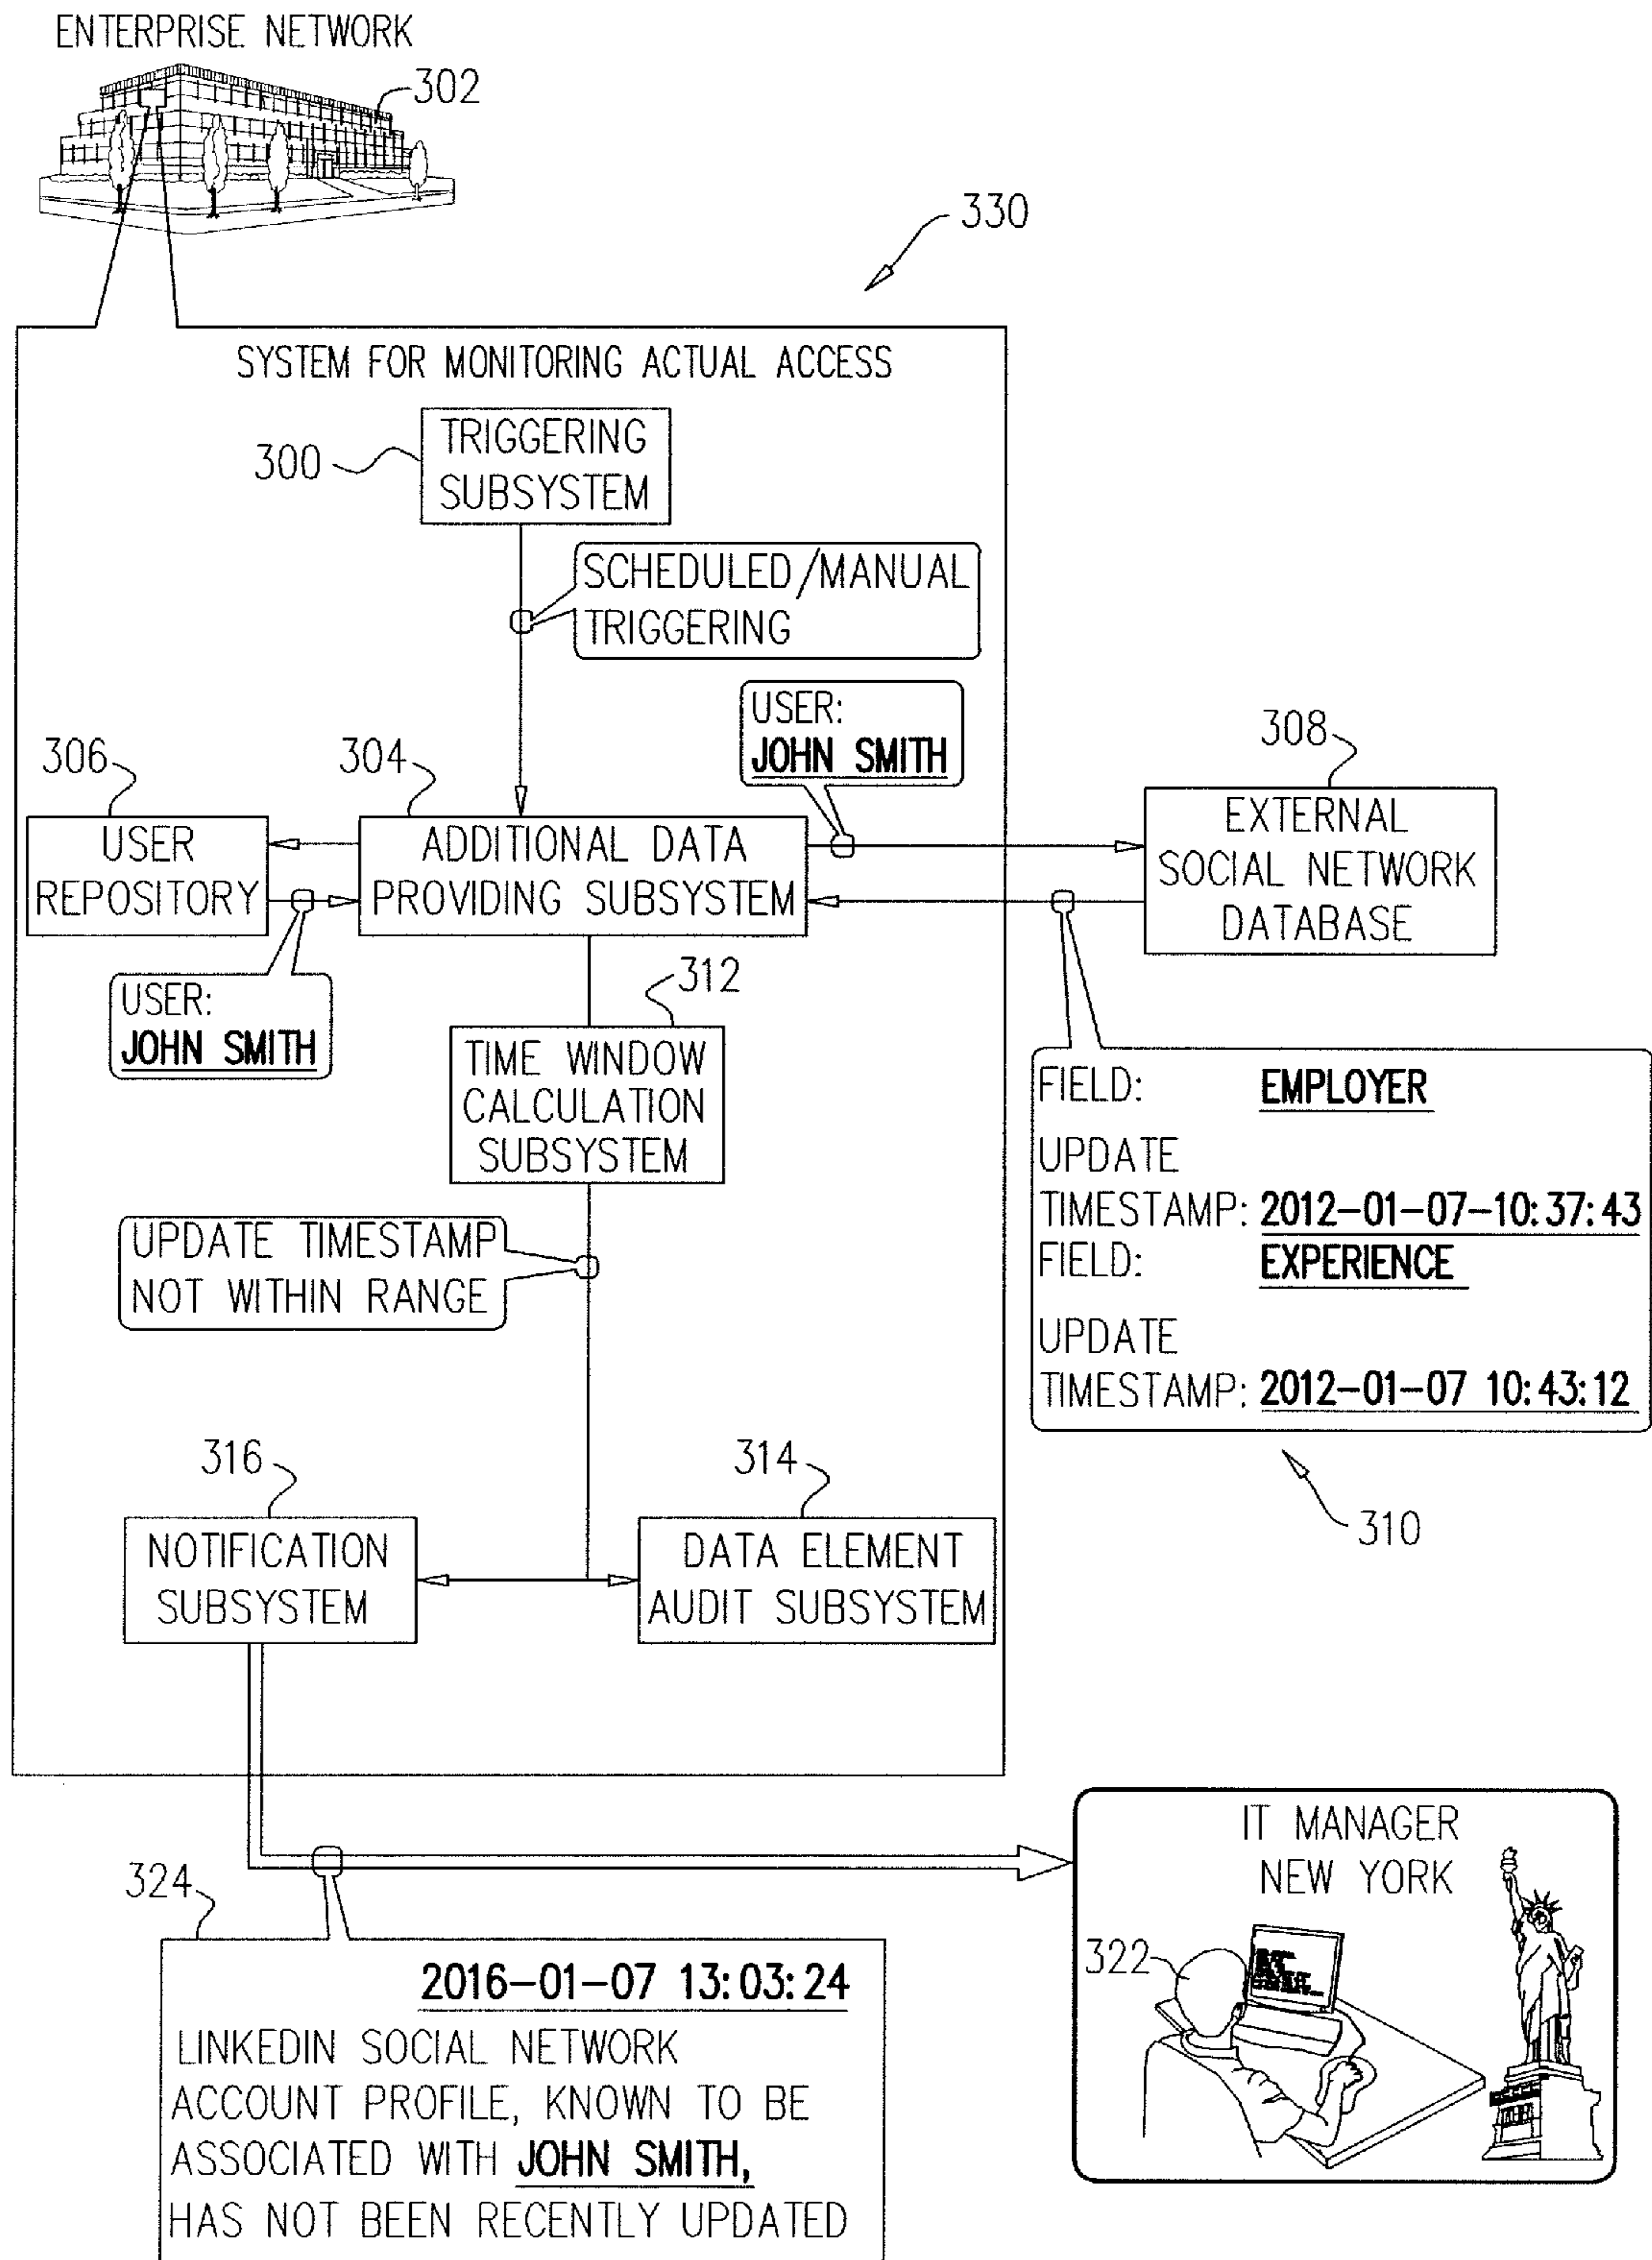 ENTERPRISE NETWORK
302
330
SYSTEM FOR MONITORING ACTUAL ACCESS
300
TRIGGERING
SUBSYSTEM
SCHEDULED/MANUAL
TRIGGERING
USER:
JOHN SMITH
306
304
308
USER
REPOSITORY
ADDITIONAL DATA
PROVIDING SUBSYSTEM
EXTERNAL
SOCIAL NETWORK
DATABASE
USER:
JOHN SMITH
312
TIME WINDOW
CALCULATION
SUBSYSTEM
FIELD: EMPLOYER
UPDATE
TIMESTAMP: 2012-01-07-10:37:43
FIELD: EXPERIENCE
UPDATE
TIMESTAMP: 2012-01-07 10:43:12
310
UPDATE TIMESTAMP
NOT WITHIN RANGE
316
314
NOTIFICATION
SUBSYSTEM
DATA ELEMENT
AUDIT SUBSYSTEM
IT MANAGER
NEW YORK
322
324
2016-01-07 13:03:24
LINKEDIN SOCIAL NETWORK
ACCOUNT PROFILE, KNOWN TO BE
ASSOCIATED WITH JOHN SMITH,
HAS NOT BEEN RECENTLY UPDATED